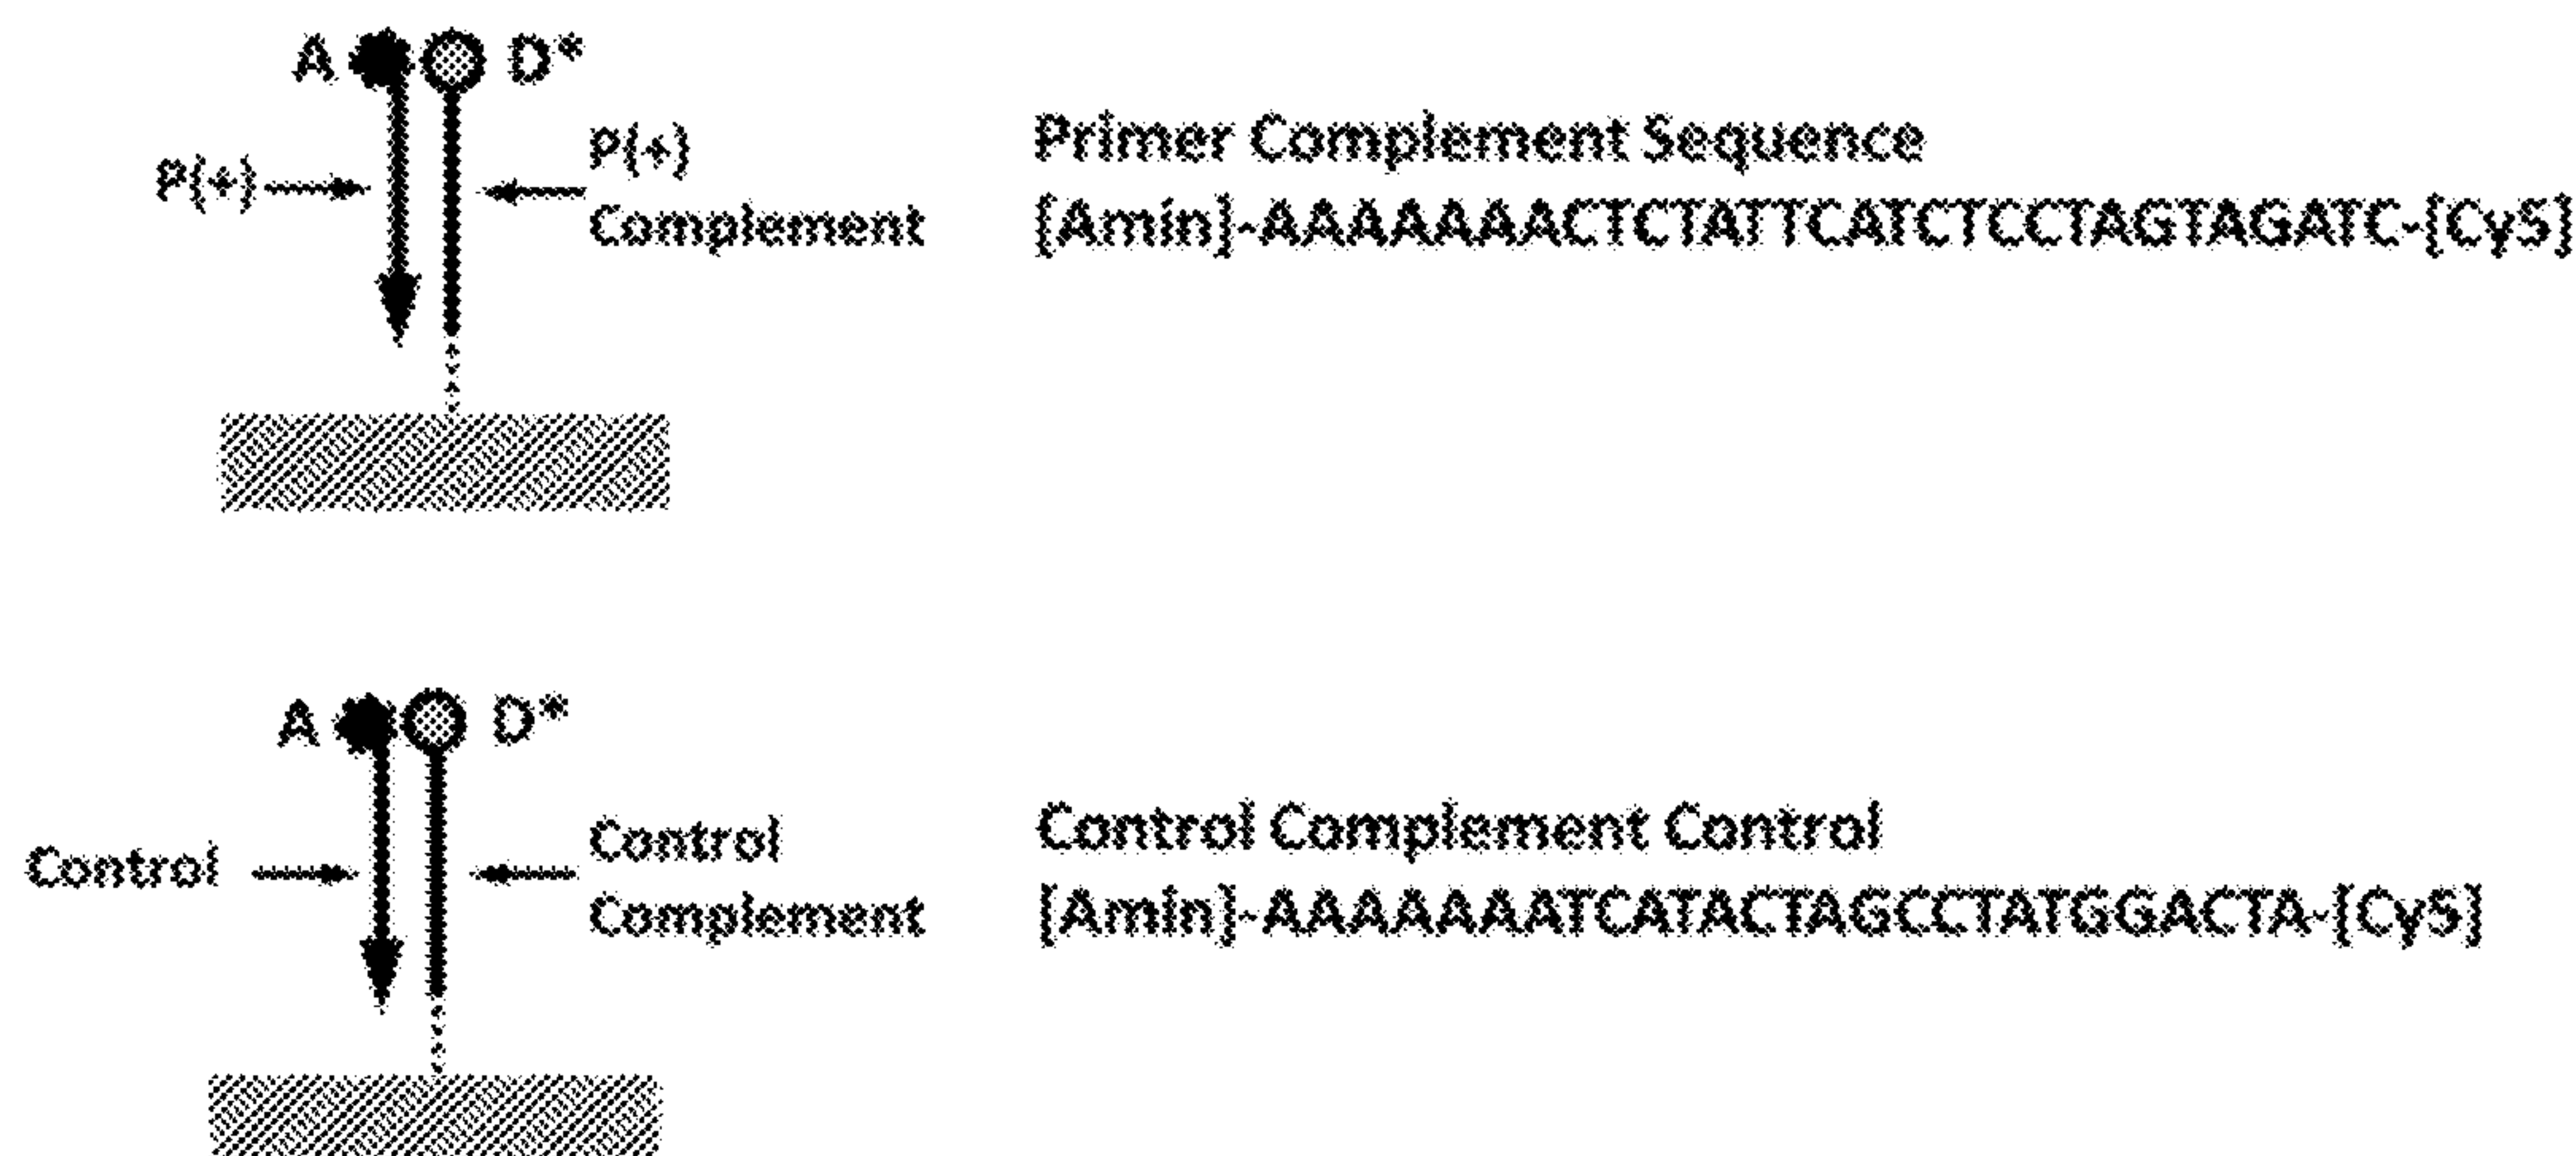 A D*
P(+)
P(+)
Complement
Primer Complement Sequence
[Amin]-AAAAAAACTCTATTCATCTCCTAGTAGATC-[Cy5]
A D*
Control
Control
Complement
Control Complement Control
[Amin]-AAAAAAATCATACTAGCCTATGGACTA-[Cy5]